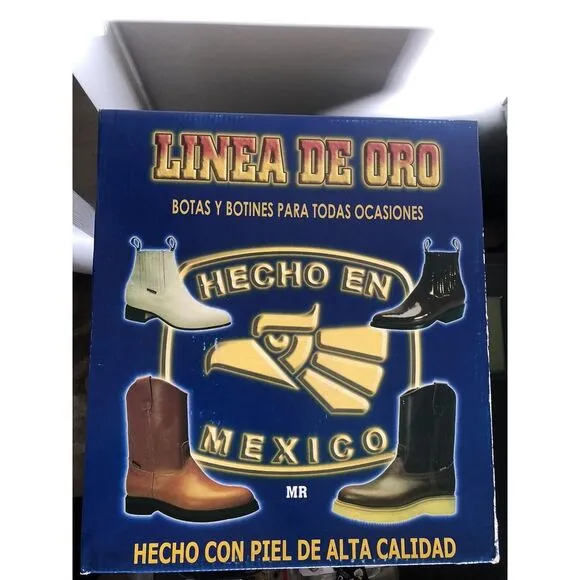 LINEA DE ORO
BOTAS Y BOTINES PARA TODAS OCASIONES
HECHO EN
MEXICO
MR
HECHO CON PIEL DE ALTA CALIDAD